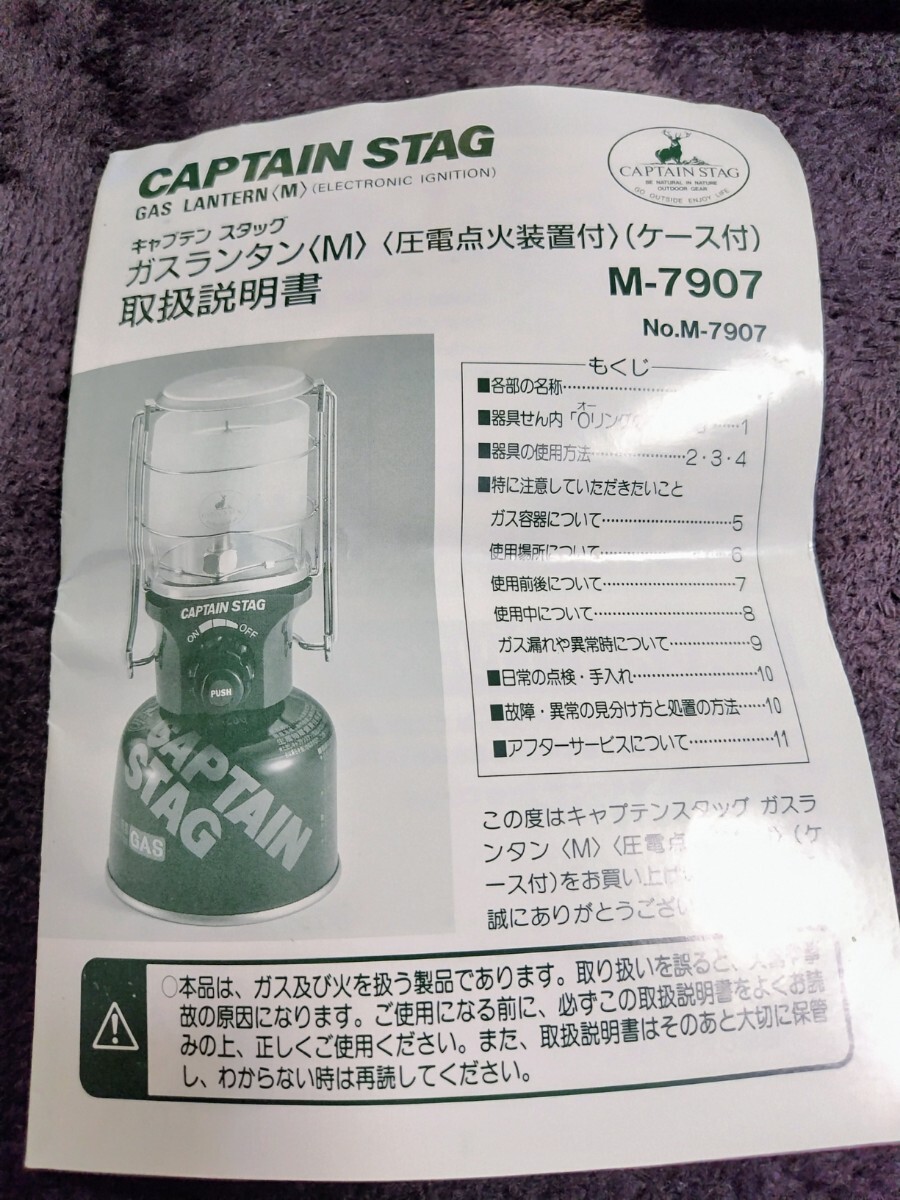 CAPTAIN STAG
GAS LANTERN〈M〉(ELECTRONIC IGNITION)
CAPTAIN STAG
BE NATURAL IN NATURE
OUTDOOR GEAR
GO OUTSIDE ENJOY LIFE
キャプテン スタッグ
ガスランタン〈M〉〈圧電点火装置付〉(ケース付)
取扱説明書
M-7907
No.M-7907
もくじ
■各部の名称
オー
■器具せん内「Oリング……1
■器具の使用方法……2・3・4
■特に注意していただきたいこと
ガス容器について……5
使用場所について……6
使用前後について……7
使用中について……8
ガス漏れや異常時について……9
■日常の点検・手入れ……10
■故障・異常の見分け方と処置の方法……10
■アフターサービスについて……11
CAPTAIN STAG
ON OFF
PUSH
CAPTAIN
STAG
GAS
この度はキャプテンスタッグ ガスラ
ンタン〈M〉〈圧電点 〉(ケ
ース付)をお買い上げ
誠にありがとうござい
○本品は、ガス及び火を扱う製品であります。取り扱いを誤ると、
故の原因になります。ご使用になる前に、必ずこの取扱説明書をよくお読
みの上、正しくご使用ください。また、取扱説明書はそのあと大切に保管
し、わからない時は再読してください。